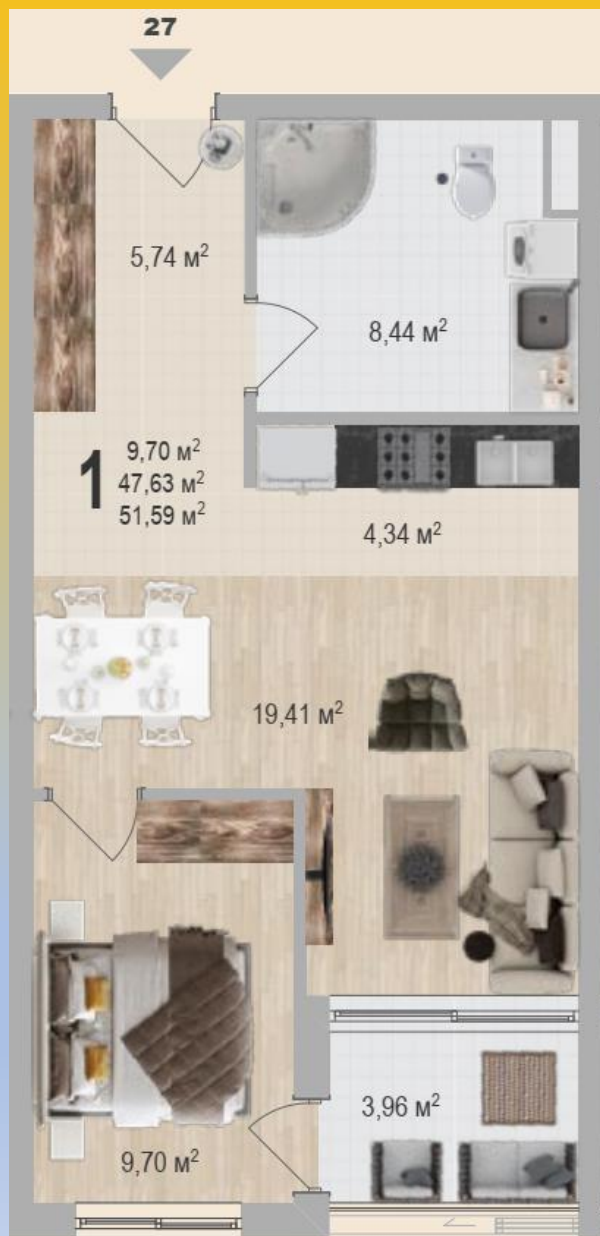 27
5,74 м²
8,44 м²
1
9,70 м²
47,63 м²
51,59 м²
4,34 м²
19,41 м²
3,96 м²
9,70 м²